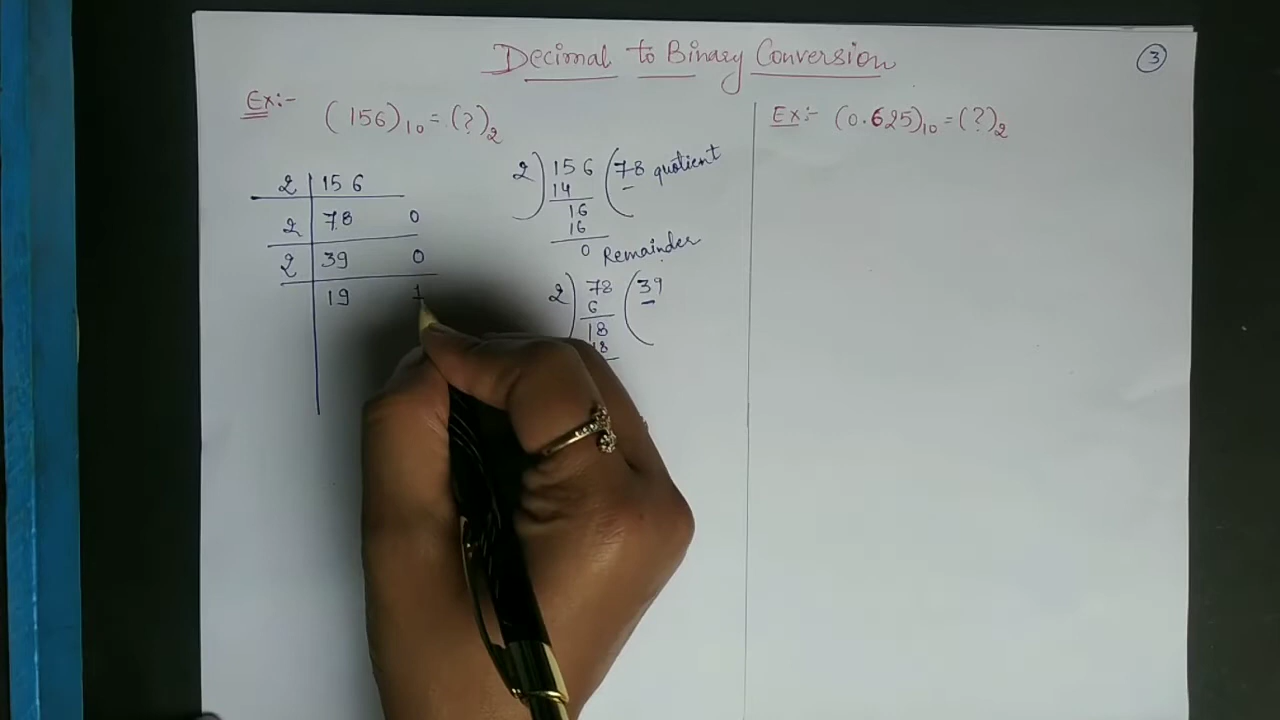 Decimal to Binary Conversion
3
Ex:- (156)10 = (?)2
2 | 156
2 | 78 0
2 | 39 0
19 1
2) 156 (78 quotient
14
16
16
0 Remainder
2) 78 (39
6
18
18
Ex:- (0.625)10 = (?)2